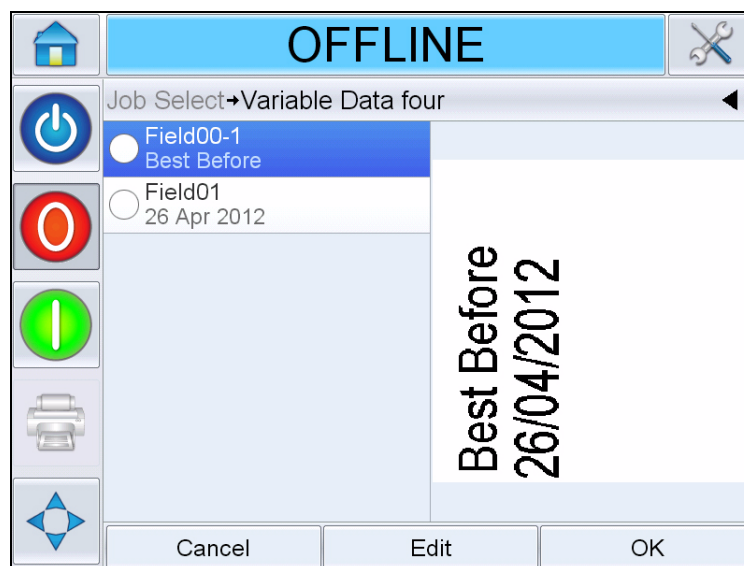 OFFLINE
Job Select→Variable Data four
Field00-1
Best Before
Field01
26 Apr 2012
Best Before
26/04/2012
Cancel
Edit
OK